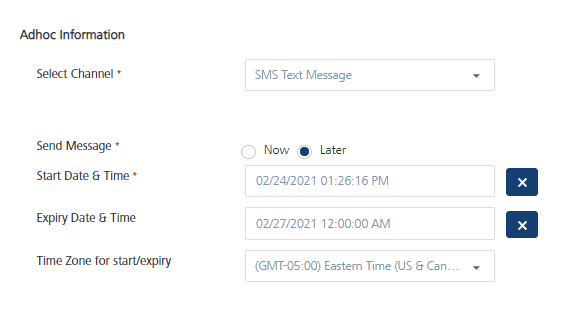 Adhoc Information
Select Channel *
SMS Text Message
Send Message *
Now
Later
Start Date & Time *
02/24/2021 01:26:16 PM
Expiry Date & Time
02/27/2021 12:00:00 AM
Time Zone for start/expiry
(GMT-05:00) Eastern Time (US & Can...